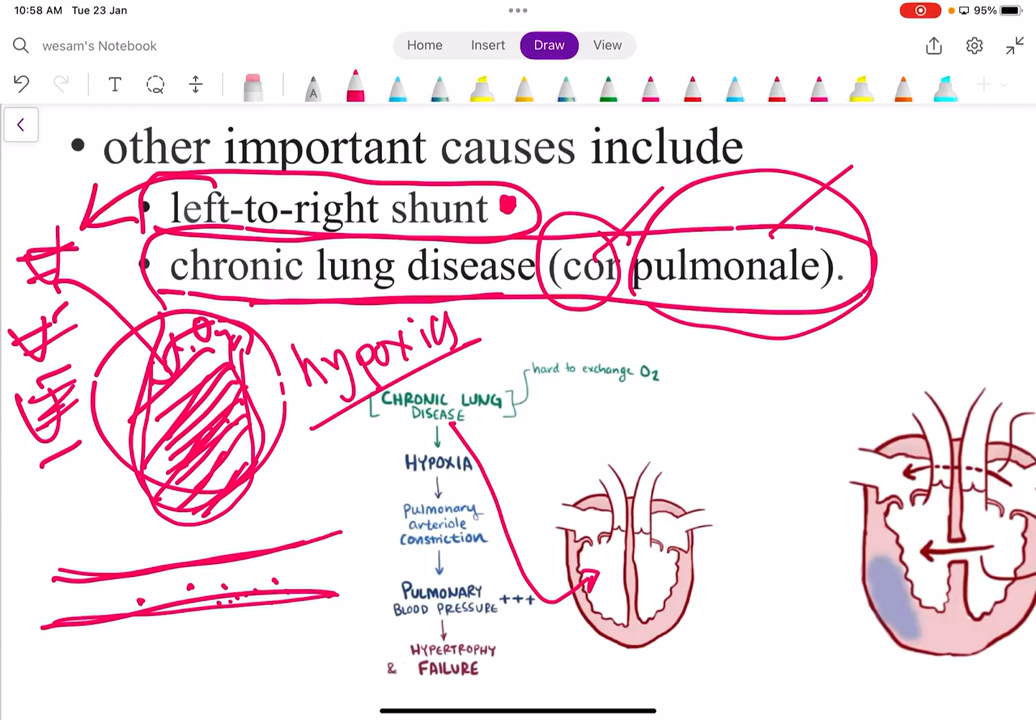 10:58 AM Tue 23 Jan
95%
wesam's Notebook
Home Insert Draw View
T
A
• other important causes include
• left-to-right shunt
• chronic lung disease (cor pulmonale).
hypoxia
hard to exchange O2
[CHRONIC LUNG
DISEASE]
HYPOXIA
Pulmonary
arteriole
constriction
PULMONARY
BLOOD PRESSURE +++
HYPERTROPHY
& FAILURE